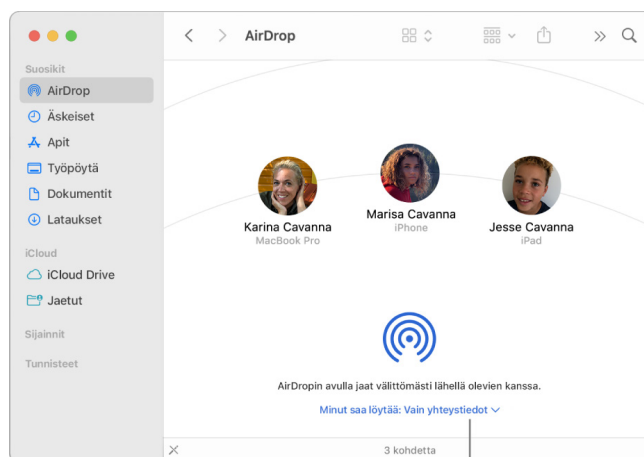 AirDrop
Suosikit
AirDrop
Äskeiset
Apit
Työpöytä
Dokumentit
Lataukset
iCloud
iCloud Drive
Jaetut
Sijainnit
Tunnisteet
Karina Cavanna
MacBook Pro
Marisa Cavanna
iPhone
Jesse Cavanna
iPad
AirDropin avulla jaat välittömästi lähellä olevien kanssa.
Minut saa löytää: Vain yhteystiedot
3 kohdetta